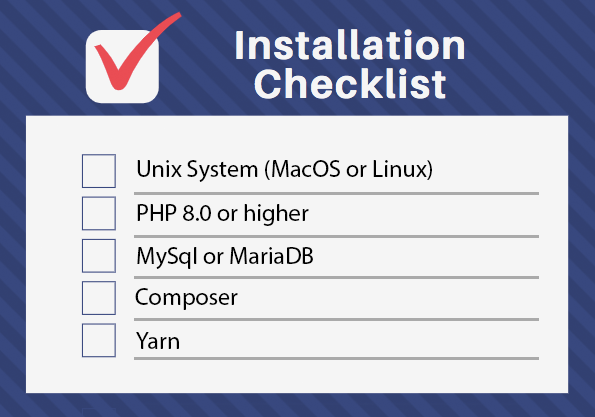 Installation
Checklist
Unix System (MacOS or Linux)
PHP 8.0 or higher
MySql or MariaDB
Composer
Yarn